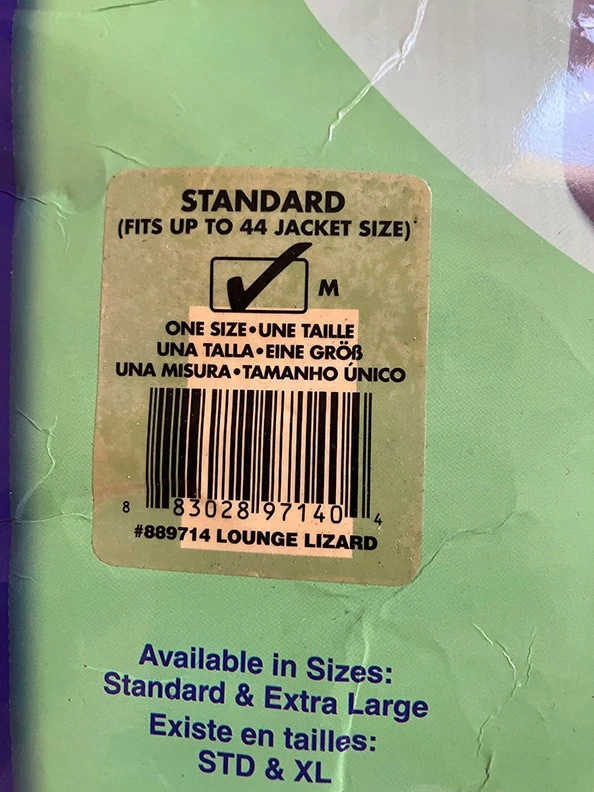 STANDARD
(FITS UP TO 44 JACKET SIZE)
M
ONE SIZE•UNE TAILLE
UNA TALLA•EINE GRÖß
UNA MISURA•TAMANHO ÚNICO
8 83028 97140 4
#889714 LOUNGE LIZARD
Available in Sizes:
Standard & Extra Large
Existe en tailles:
STD & XL